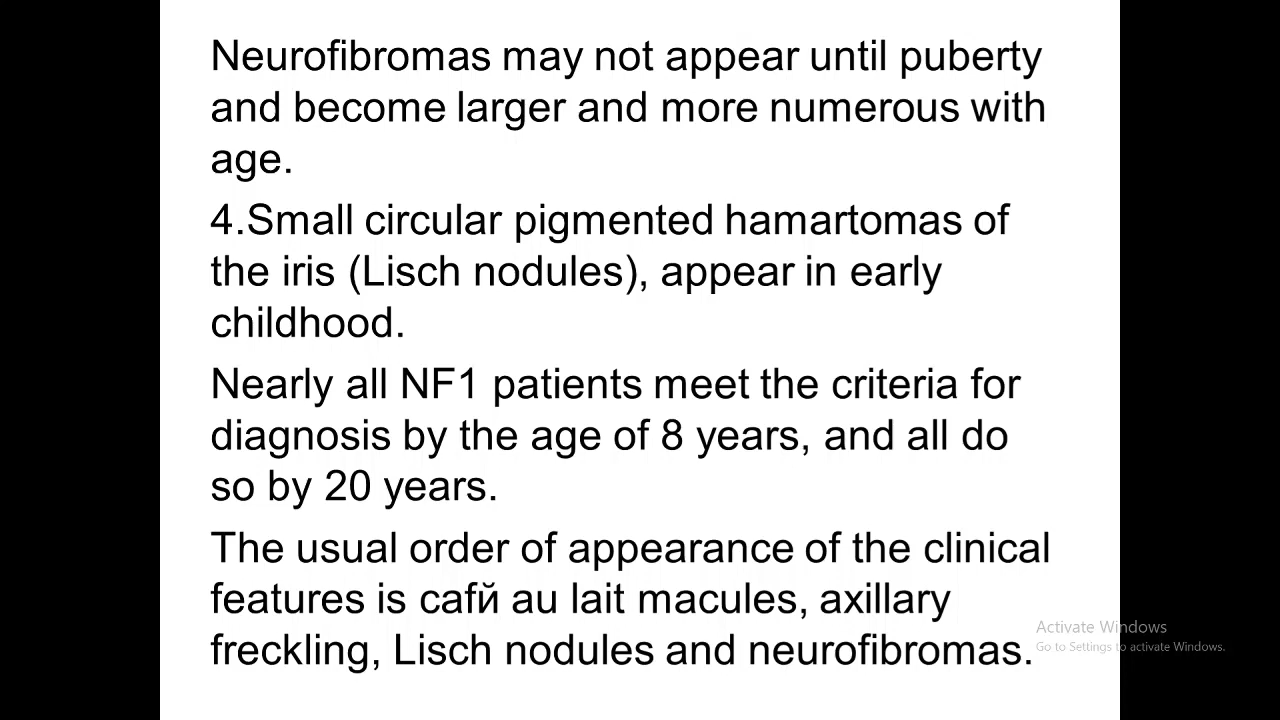 Neurofibromas may not appear until puberty
and become larger and more numerous with
age.
4.Small circular pigmented hamartomas of
the iris (Lisch nodules), appear in early
childhood.
Nearly all NF1 patients meet the criteria for
diagnosis by the age of 8 years, and all do
so by 20 years.
The usual order of appearance of the clinical
features is cafй au lait macules, axillary
freckling, Lisch nodules and neurofibromas.
Activate Windows
Go to Settings to activate Windows.